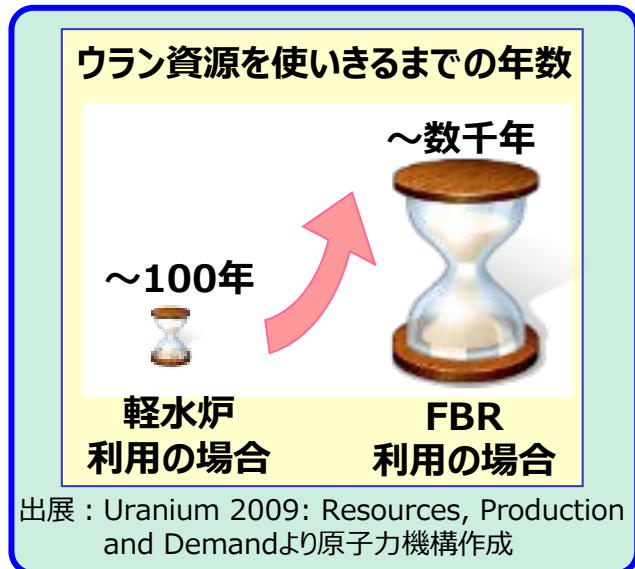 ウラン資源を使いきるまでの年数
～数千年
～100年
軽水炉
利用の場合
FBR
利用の場合
出展：Uranium 2009: Resources, Production
and Demandより原子力機構作成